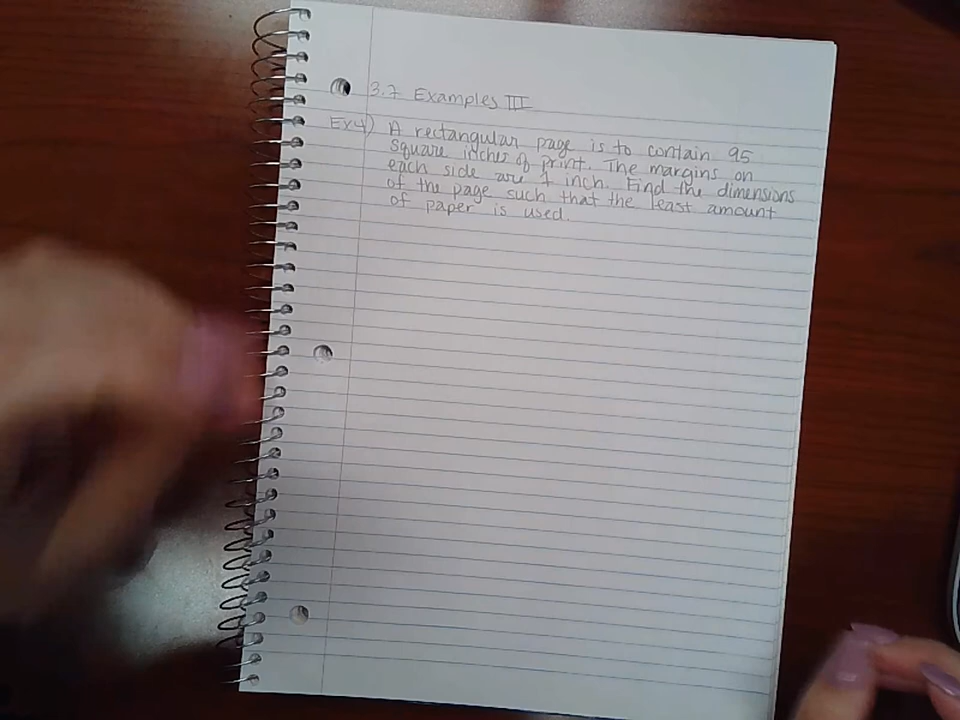 3.7 Examples III
Ex4) A rectangular page is to contain 95
square inches of print. The margins on
each side are 1 inch. Find the dimensions
of the page such that the least amount
of paper is used.